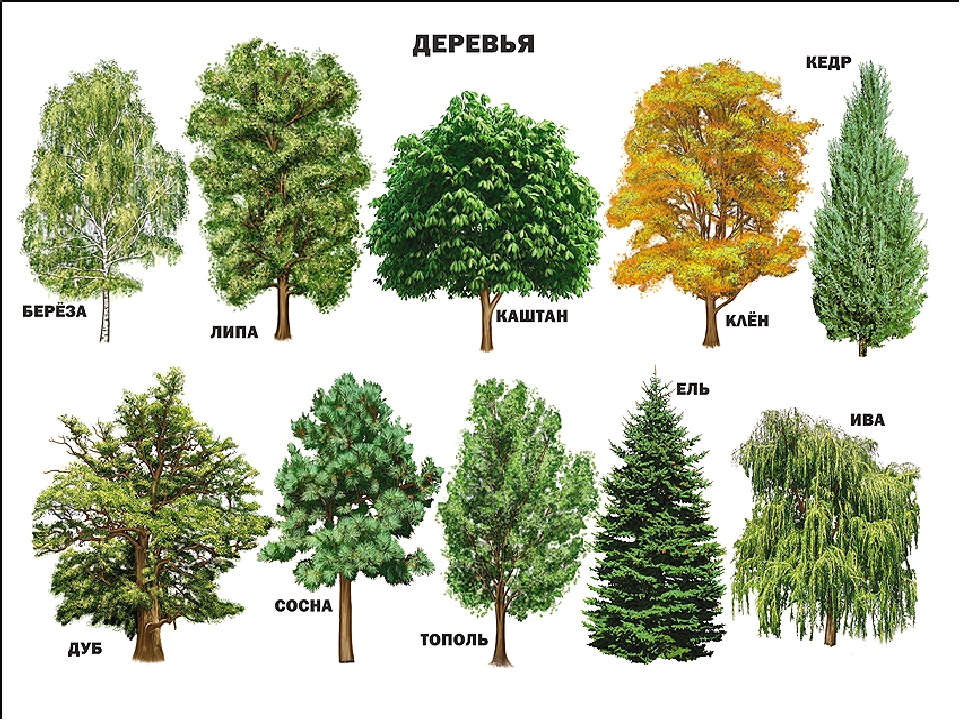 ДЕРЕВЬЯ
КЕДР
БЕРЁЗА
ЛИПА
КАШТАН
КЛЁН
ЕЛЬ
ИВА
СОСНА
ТОПОЛЬ
ДУБ